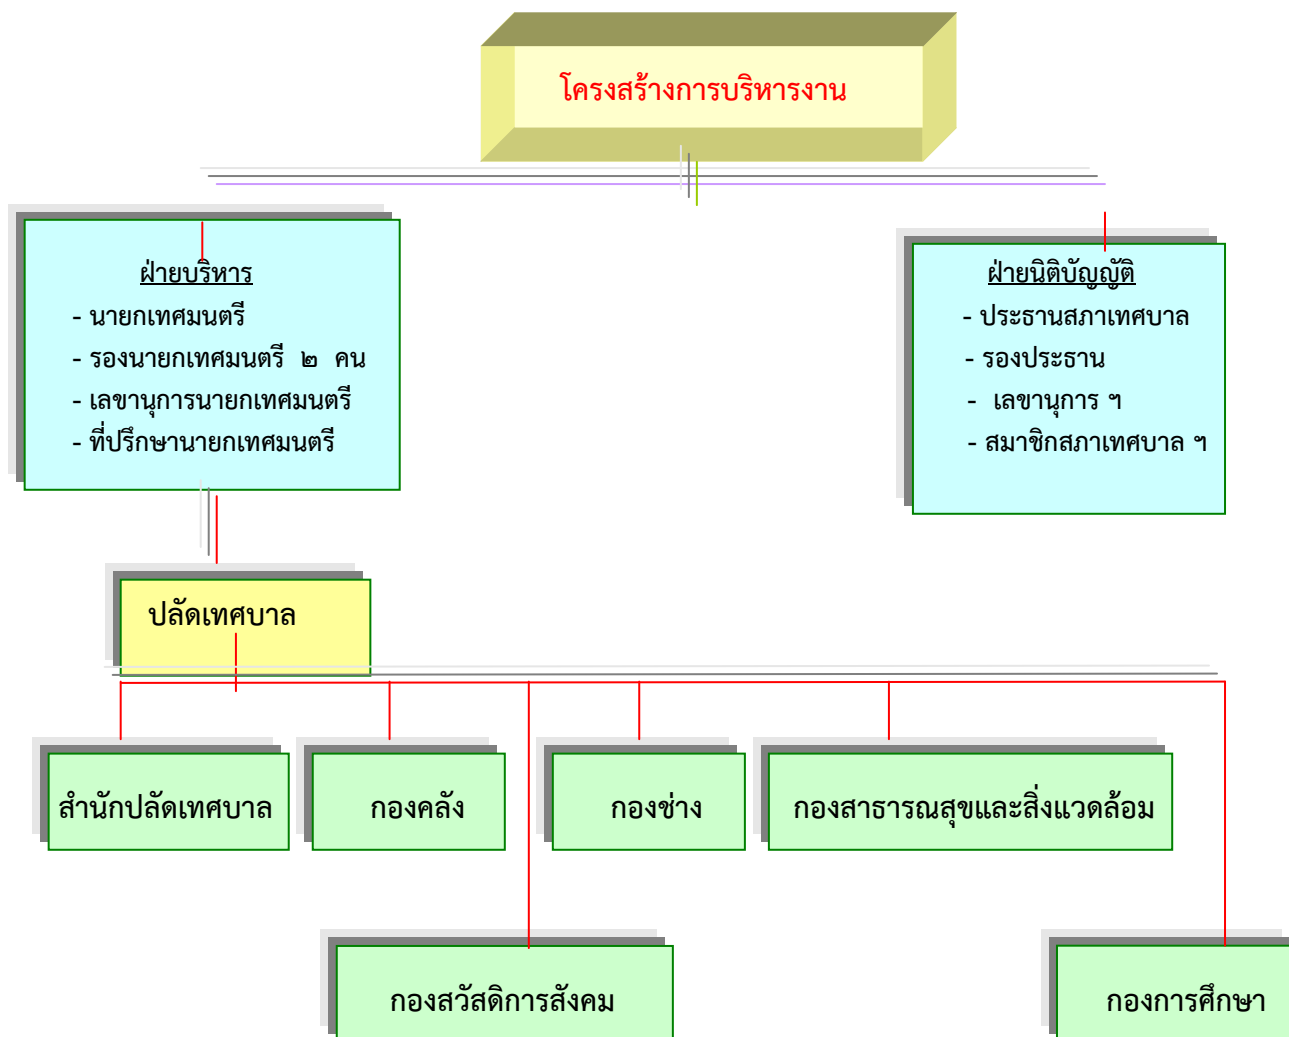 โครงสร้างการบริหารงาน
ฝ่ายบริหาร
- นายกเทศมนตรี
- รองนายกเทศมนตรี ๒ คน
- เลขานุการนายกเทศมนตรี
- ที่ปรึกษานายกเทศมนตรี
ฝ่ายนิติบัญญัติ
- ประธานสภาเทศบาล
- รองประธาน
- เลขานุการ ฯ
- สมาชิกสภาเทศบาล ฯ
ปลัดเทศบาล
สำนักปลัดเทศบาล
กองคลัง
กองช่าง
กองสาธารณสุขและสิ่งแวดล้อม
กองสวัสดิการสังคม
กองการศึกษา